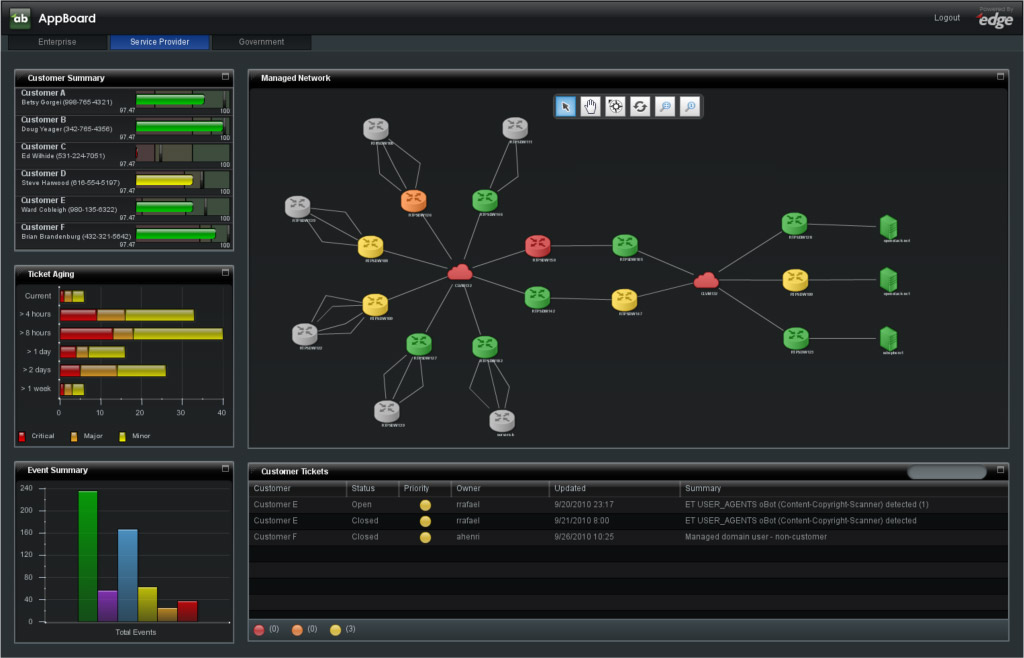 ab AppBoard
Logout
Powered By
edge
Enterprise Service Provider Government
Customer Summary
Customer A
Betsy Gorgei (998-765-4321)
97.47 100
Customer B
Doug Yeager (342-765-4356)
97.47 100
Customer C
Ed Wilhide (531-224-7051)
97.47 100
Customer D
Steve Harwood (616-554-5197)
97.47 100
Customer E
Ward Cobleigh (980-135-6322)
97.47 100
Customer F
Brian Brandenburg (432-321-5642)
97.47 100
Ticket Aging
Current
> 4 hours
> 8 hours
> 1 day
> 2 days
> 1 week
0 10 20 30 40
Critical Major Minor
Event Summary
240
200
160
120
80
40
0
Total Events
Managed Network
Customer Tickets
Customer Status Priority Owner Updated Summary
Customer E Open rrafael 9/20/2010 23:17 ET USER_AGENTS oBot (Content-Copyright-Scanner) detected (1)
Customer E Closed rrafael 9/21/2010 8:00 ET USER_AGENTS oBot (Content-Copyright-Scanner) detected
Customer F Closed ahenri 9/26/2010 10:25 Managed domain user - non-customer
(0) (0) (3)